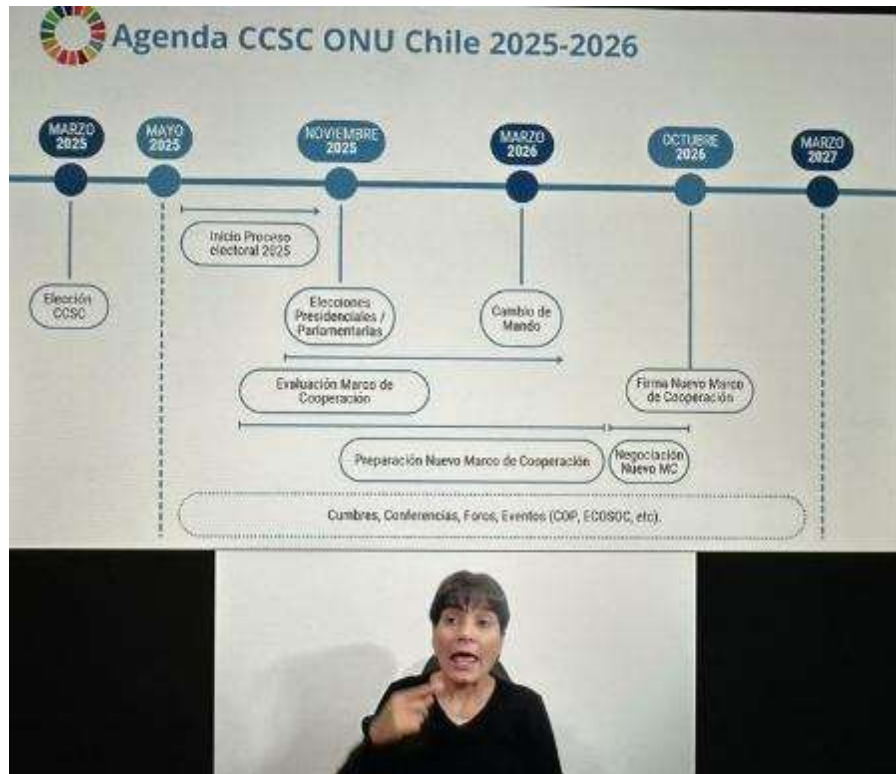 Agenda CCSC ONU Chile 2025-2026
MARZO
2025
MAYO
2025
NOVIEMBRE
2025
MARZO
2026
OCTUBRE
2026
MARZO
2027
Inicio Proceso
electoral 2025
Elección
CCSC
Elecciones
Presidenciales /
Parlamentarias
Cambio de
Mando
Evaluación Marco de
Cooperación
Firma Nuevo Marco
de Cooperación
Preparación Nuevo Marco de Cooperación
Negociación
Nuevo MC
Cumbres, Conferencias, Foros, Eventos (COP, ECOSOC, etc).